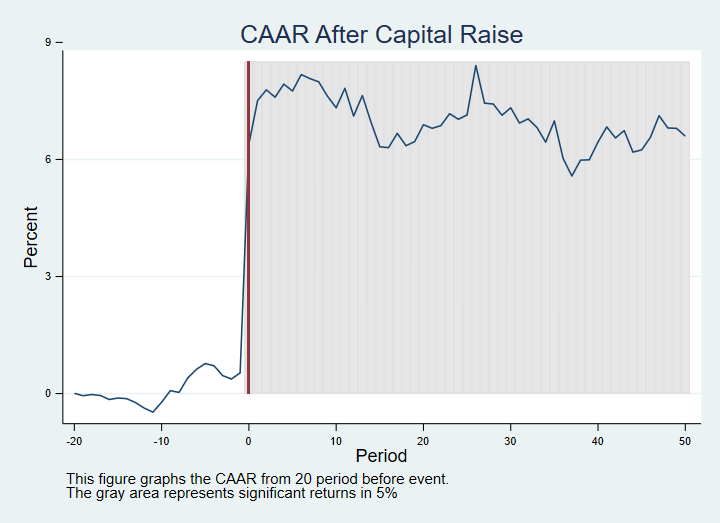 CAAR After Capital Raise
9
6
3
0
Percent
-20 -10 0 10 20 30 40 50
Period
This figure graphs the CAAR from 20 period before event.
The gray area represents significant returns in 5%